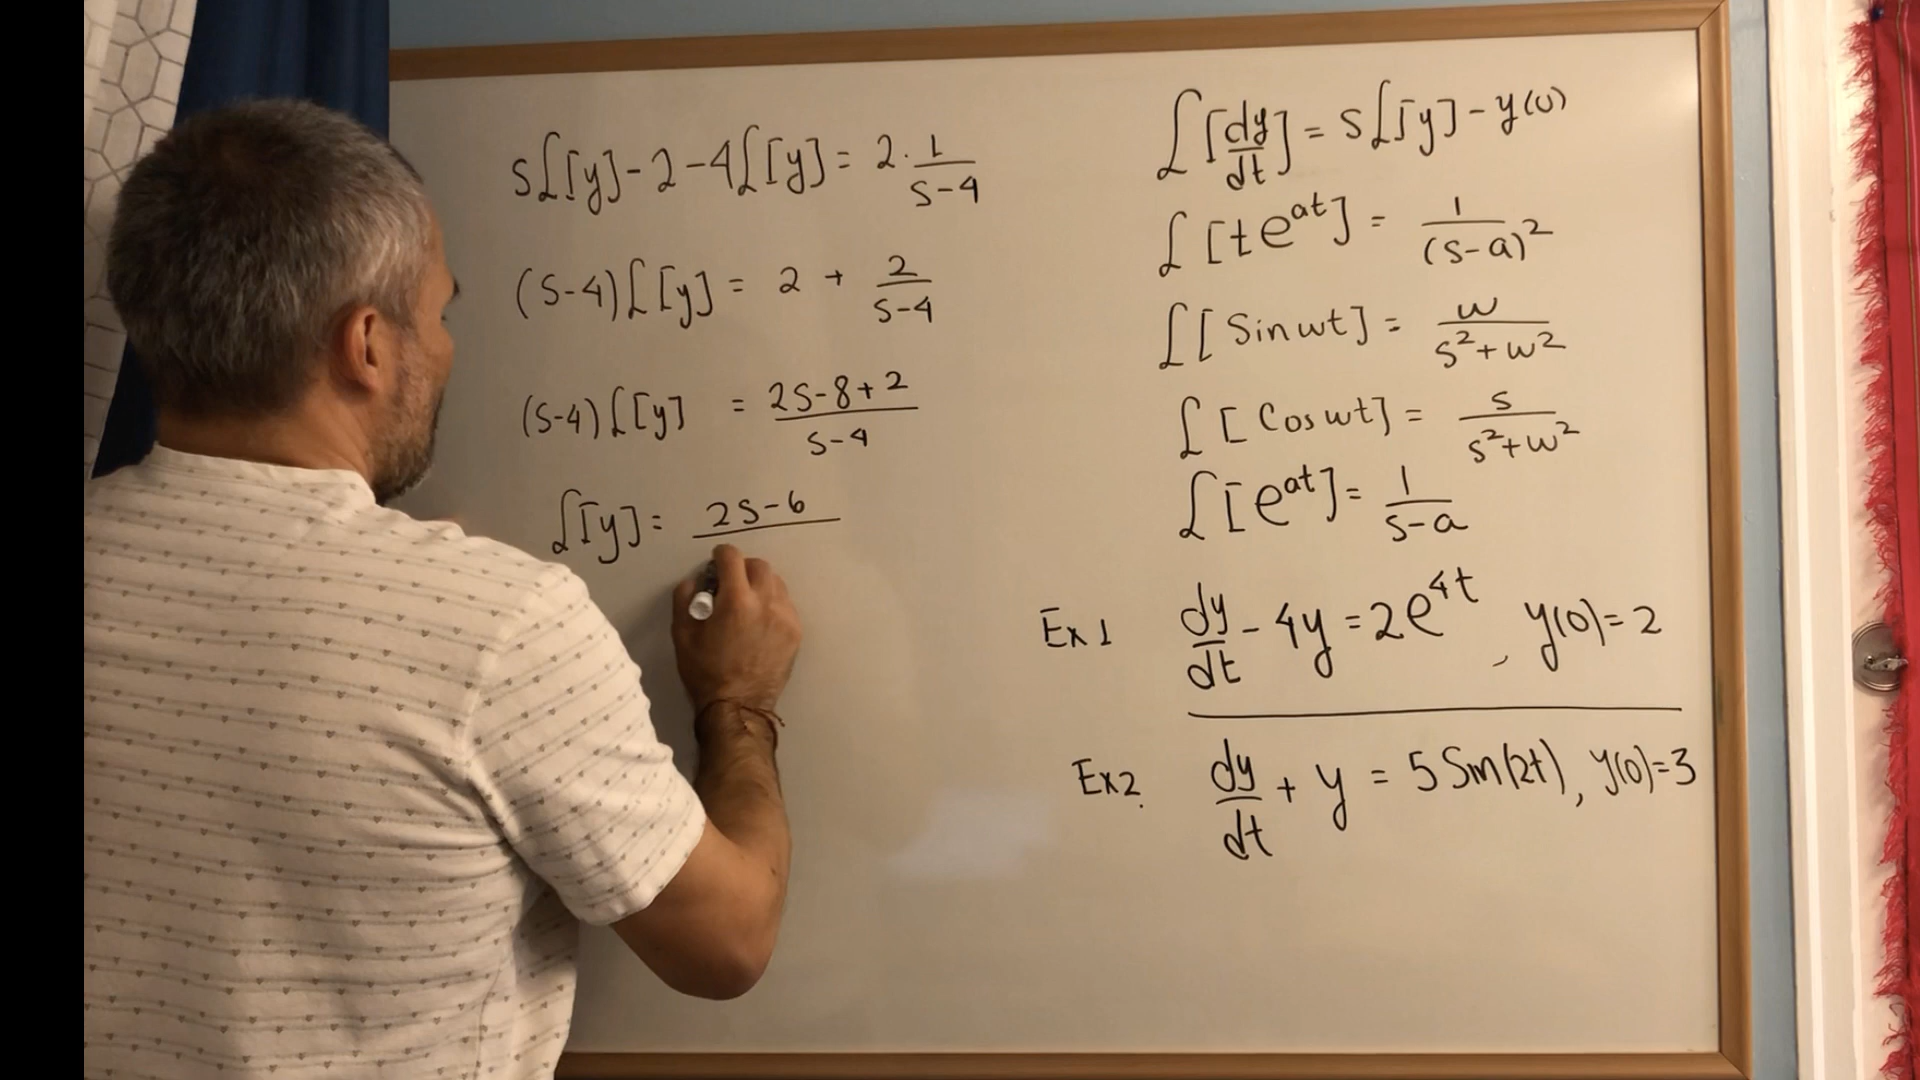 s𝓛[y] - 2 - 4𝓛[y] = 2 · 1/(s-4)
(s-4)𝓛[y] = 2 + 2/(s-4)
(s-4)𝓛[y] = (2s-8+2)/(s-4)
𝓛[y] = 2s-6
𝓛[dy/dt] = s𝓛[y] - y(0)
𝓛[te^{at}] = 1/(s-a)²
𝓛[Sin wt] = w/(s²+w²)
𝓛[Cos wt] = s/(s²+w²)
𝓛[e^{at}] = 1/(s-a)
Ex 1 dy/dt - 4y = 2e^{4t}, y(0) = 2
Ex2. dy/dt + y = 5 Sin(2t), y(0)=3